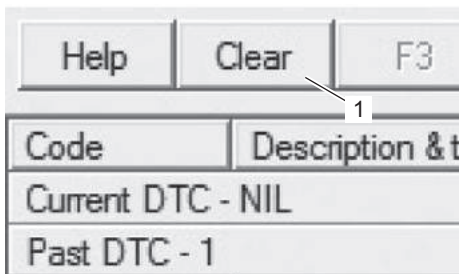 Help Clear F3
1
Code Description & t
Current DTC - NIL
Past DTC - 1